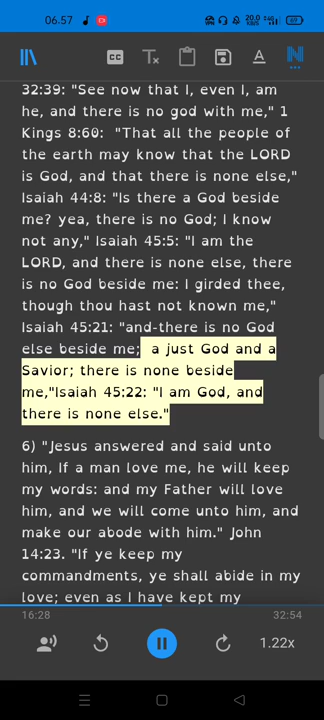 06.57
20.0
KB/S
4G
69
CC
T
A
N
32:39: "See now that I, even I, am
he, and there is no god with me," 1
Kings 8:60:  "That all the people of
the earth may know that the LORD
is God, and that there is none else,"
Isaiah 44:8: "Is there a God beside
me? yea, there is no God; I know
not any," Isaiah 45:5: "I am the
LORD, and there is none else, there
is no God beside me: I girded thee,
though thou hast not known me,"
Isaiah 45:21: "and-there is no God
else beside me;  a just God and a
Savior; there is none beside
me,"Isaiah 45:22: "I am God, and
there is none else."
6) "Jesus answered and said unto
him, If a man love me, he will keep
my words: and my Father will love
him, and we will come unto him, and
make our abode with him." John
14:23. "If ye keep my
commandments, ye shall abide in my
love; even as I have kept my
16:28
32:54
1.22x